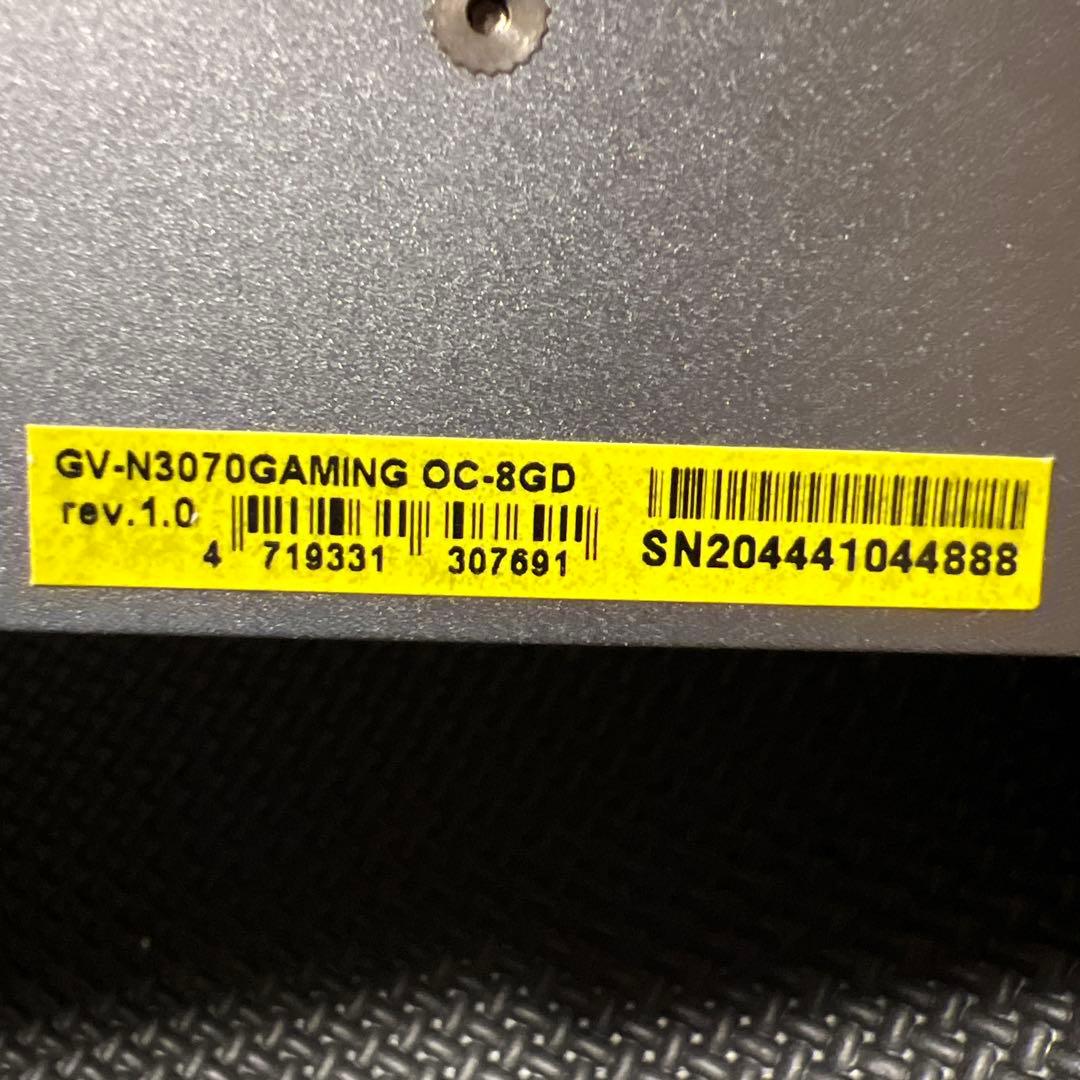 GV-N3070GAMING OC-8GD
rev.1.0
4 719331 307691
SN204441044888